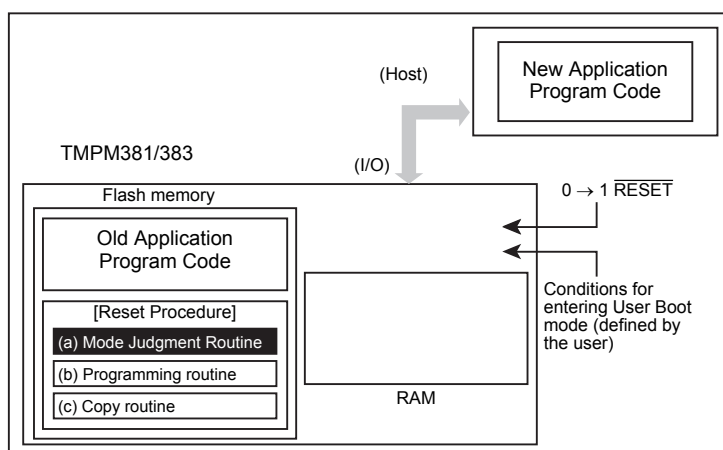 (Host)
New Application
Program Code
TMPM381/383
(I/O)
0 → 1 RESET
Flash memory
Old Application
Program Code
[Reset Procedure]
(a) Mode Judgment Routine
(b) Programming routine
(c) Copy routine
RAM
Conditions for
entering User Boot
mode (defined by
the user)